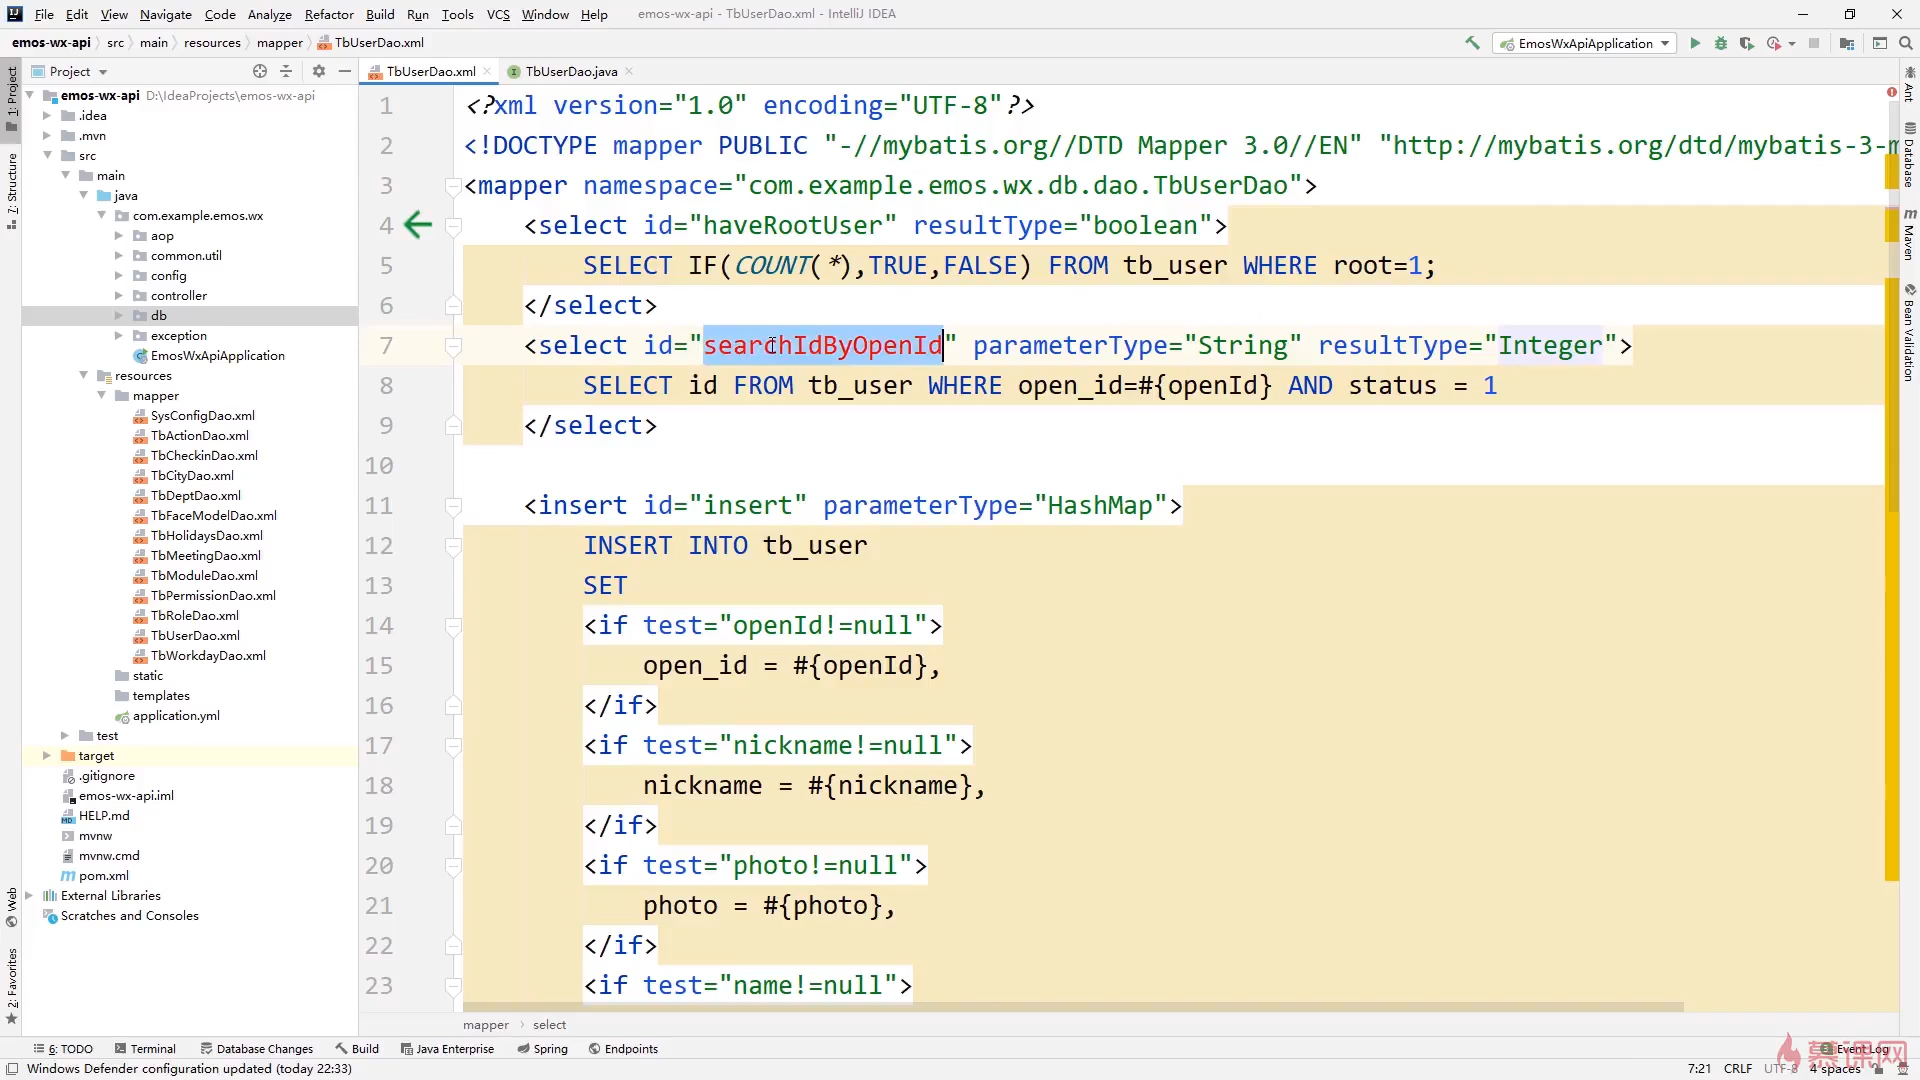 File Edit View Navigate Code Analyze Refactor Build Run Tools VCS Window Help emos-wx-api - TbUserDao.xml - IntelliJ IDEA
emos-wx-api src main resources mapper TbUserDao.xml EmosWxApiApplication
Project TbUserDao.xml TbUserDao.java
emos-wx-api D:\IdeaProjects\emos-wx-api
.idea
.mvn
src
main
java
com.example.emos.wx
aop
common.util
config
controller
db
exception
EmosWxApiApplication
resources
mapper
SysConfigDao.xml
TbActionDao.xml
TbCheckinDao.xml
TbCityDao.xml
TbDeptDao.xml
TbFaceModelDao.xml
TbHolidaysDao.xml
TbMeetingDao.xml
TbModuleDao.xml
TbPermissionDao.xml
TbRoleDao.xml
TbUserDao.xml
TbWorkdayDao.xml
static
templates
application.yml
test
target
.gitignore
emos-wx-api.iml
HELP.md
mvnw
mvnw.cmd
pom.xml
External Libraries
Scratches and Consoles
1: Project
7: Structure
Web
2: Favorites
1 <?xml version="1.0" encoding="UTF-8"?>
2 <!DOCTYPE mapper PUBLIC "-//mybatis.org//DTD Mapper 3.0//EN" "http://mybatis.org/dtd/mybatis-3-m
3 <mapper namespace="com.example.emos.wx.db.dao.TbUserDao">
4 <select id="haveRootUser" resultType="boolean">
5 SELECT IF(COUNT(*),TRUE,FALSE) FROM tb_user WHERE root=1;
6 </select>
7 <select id="searchIdByOpenId" parameterType="String" resultType="Integer">
8 SELECT id FROM tb_user WHERE open_id=#{openId} AND status = 1
9 </select>
10
11 <insert id="insert" parameterType="HashMap">
12 INSERT INTO tb_user
13 SET
14 <if test="openId!=null">
15 open_id = #{openId},
16 </if>
17 <if test="nickname!=null">
18 nickname = #{nickname},
19 </if>
20 <if test="photo!=null">
21 photo = #{photo},
22 </if>
23 <if test="name!=null">
mapper select
Ant
Database
Maven
Bean Validation
6: TODO Terminal Database Changes Build Java Enterprise Spring Endpoints Event Log
Windows Defender configuration updated (today 22:33) 7:21 CRLF UTF-8 4 spaces
慕课网